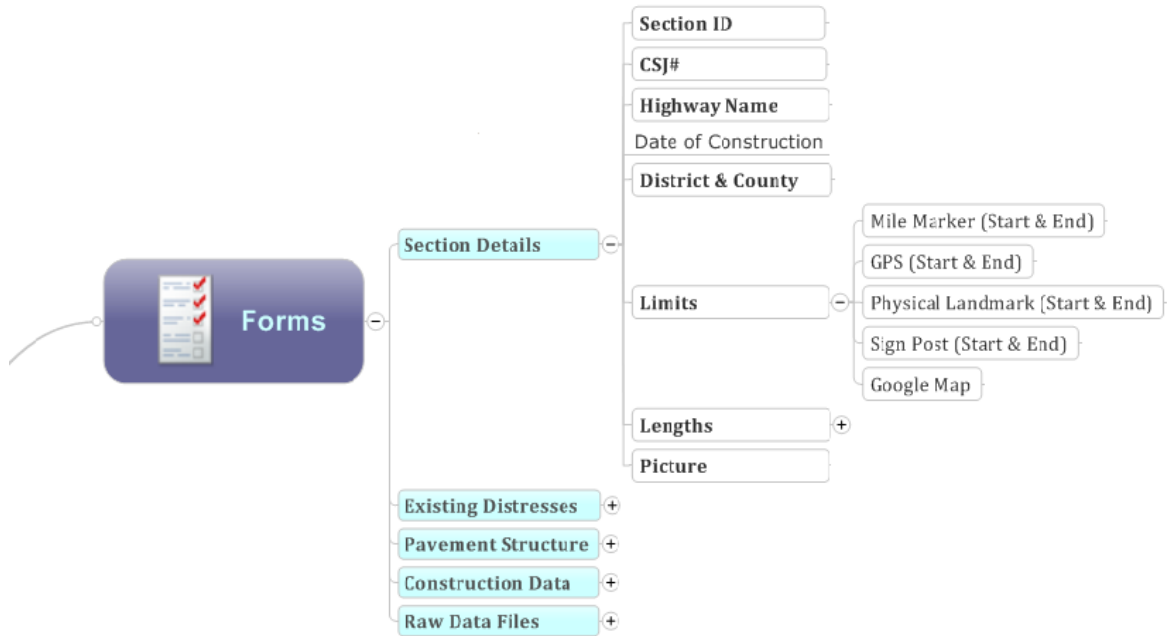 Section ID
CSJ#
Highway Name
Date of Construction
District & County
Mile Marker (Start & End)
Section Details
GPS (Start & End)
Limits
Physical Landmark (Start & End)
Forms
Sign Post (Start & End)
Google Map
Lengths
Picture
Existing Distresses
Pavement Structure
Construction Data
Raw Data Files